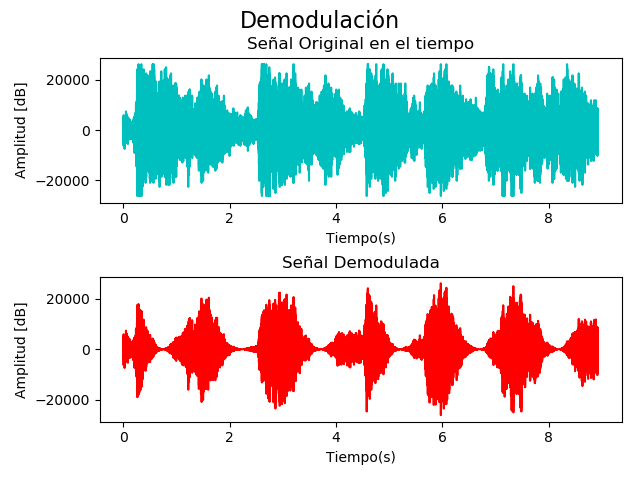 Demodulación
Señal Original en el tiempo
Amplitud [dB]
20000
0
−20000
0 2 4 6 8
Tiempo(s)
Señal Demodulada
Amplitud [dB]
20000
0
−20000
0 2 4 6 8
Tiempo(s)